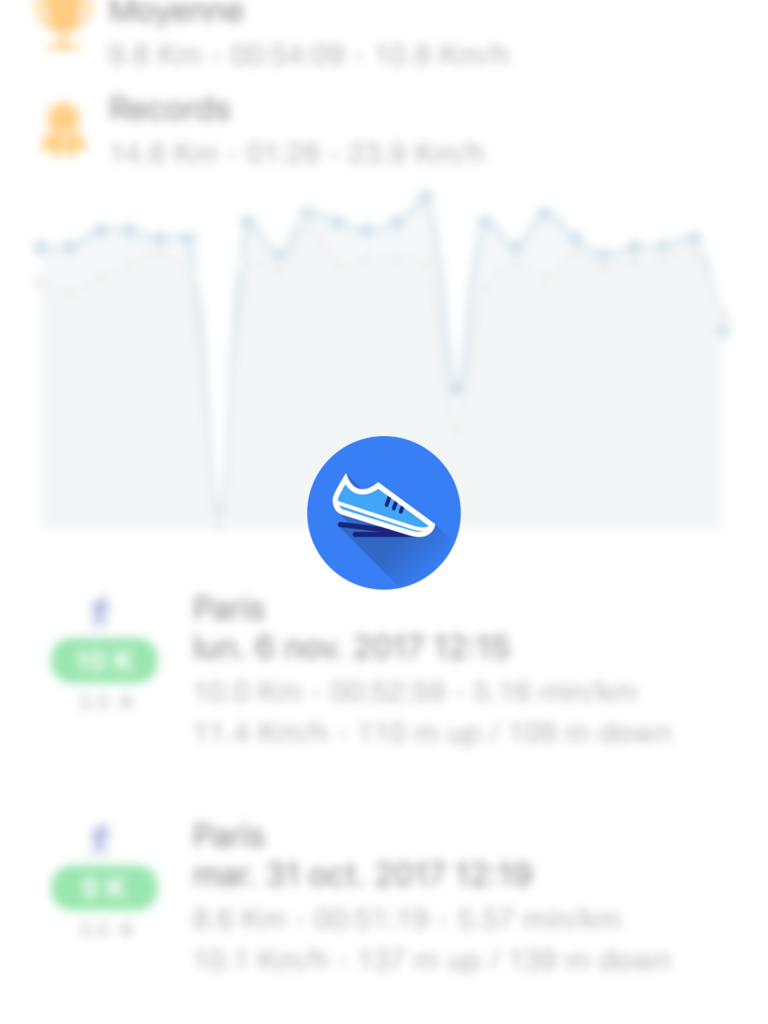 Moyenne
9.8 Km - 00:54:09 - 10.8 Km/h
Records
14.6 Km - 01:26 - 23.9 Km/h
Paris
lun. 6 nov. 2017 12:15
10 K
10.0 Km - 00:52:59 - 5.16 min/km
11.4 Km/h - 110 m up / 109 m down
Paris
mar. 31 oct. 2017 12:19
9 K
8.6 Km - 00:51:19 - 5.57 min/km
10.1 Km/h - 137 m up / 139 m down